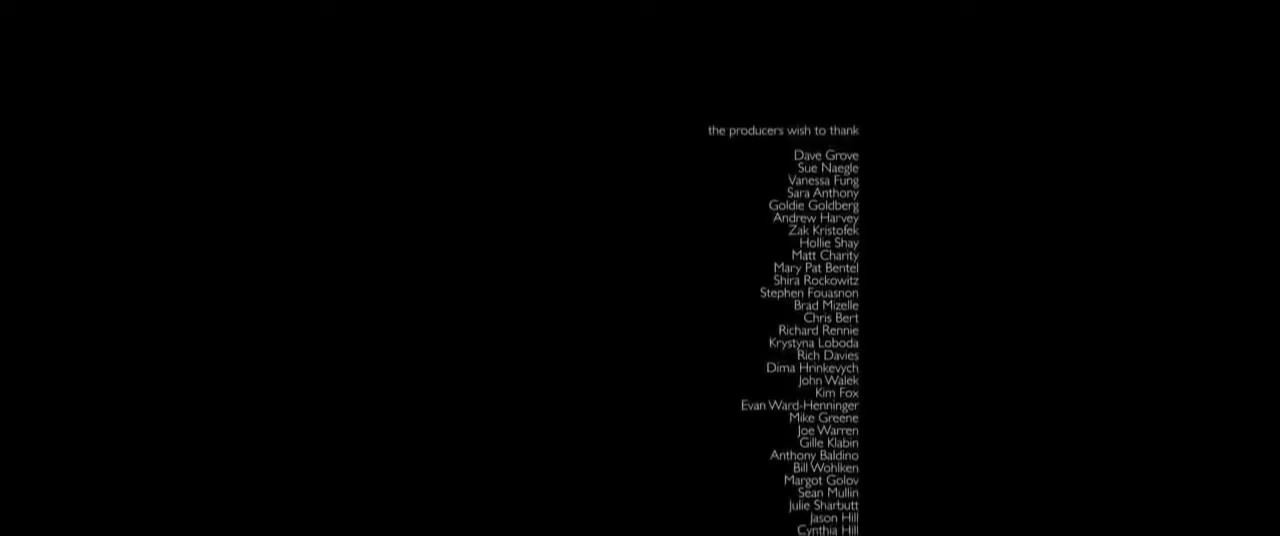 the producers wish to thank
Dave Grove
Sue Naegle
Vanessa Fung
Sara Anthony
Goldie Goldberg
Andrew Harvey
Zak Kristofek
Hollie Shay
Matt Charity
Mary Pat Bentel
Shira Rockowitz
Stephen Fouasnon
Brad Mizelle
Chris Bert
Richard Rennie
Krystyna Loboda
Rich Davies
Dima Hrinkevych
John Walek
Kim Fox
Evan Ward-Henninger
Mike Greene
Joe Warren
Gille Klabin
Anthony Baldino
Bill Wohlken
Margot Golov
Sean Mullin
Julie Sharbutt
Jason Hill
Cynthia Hill